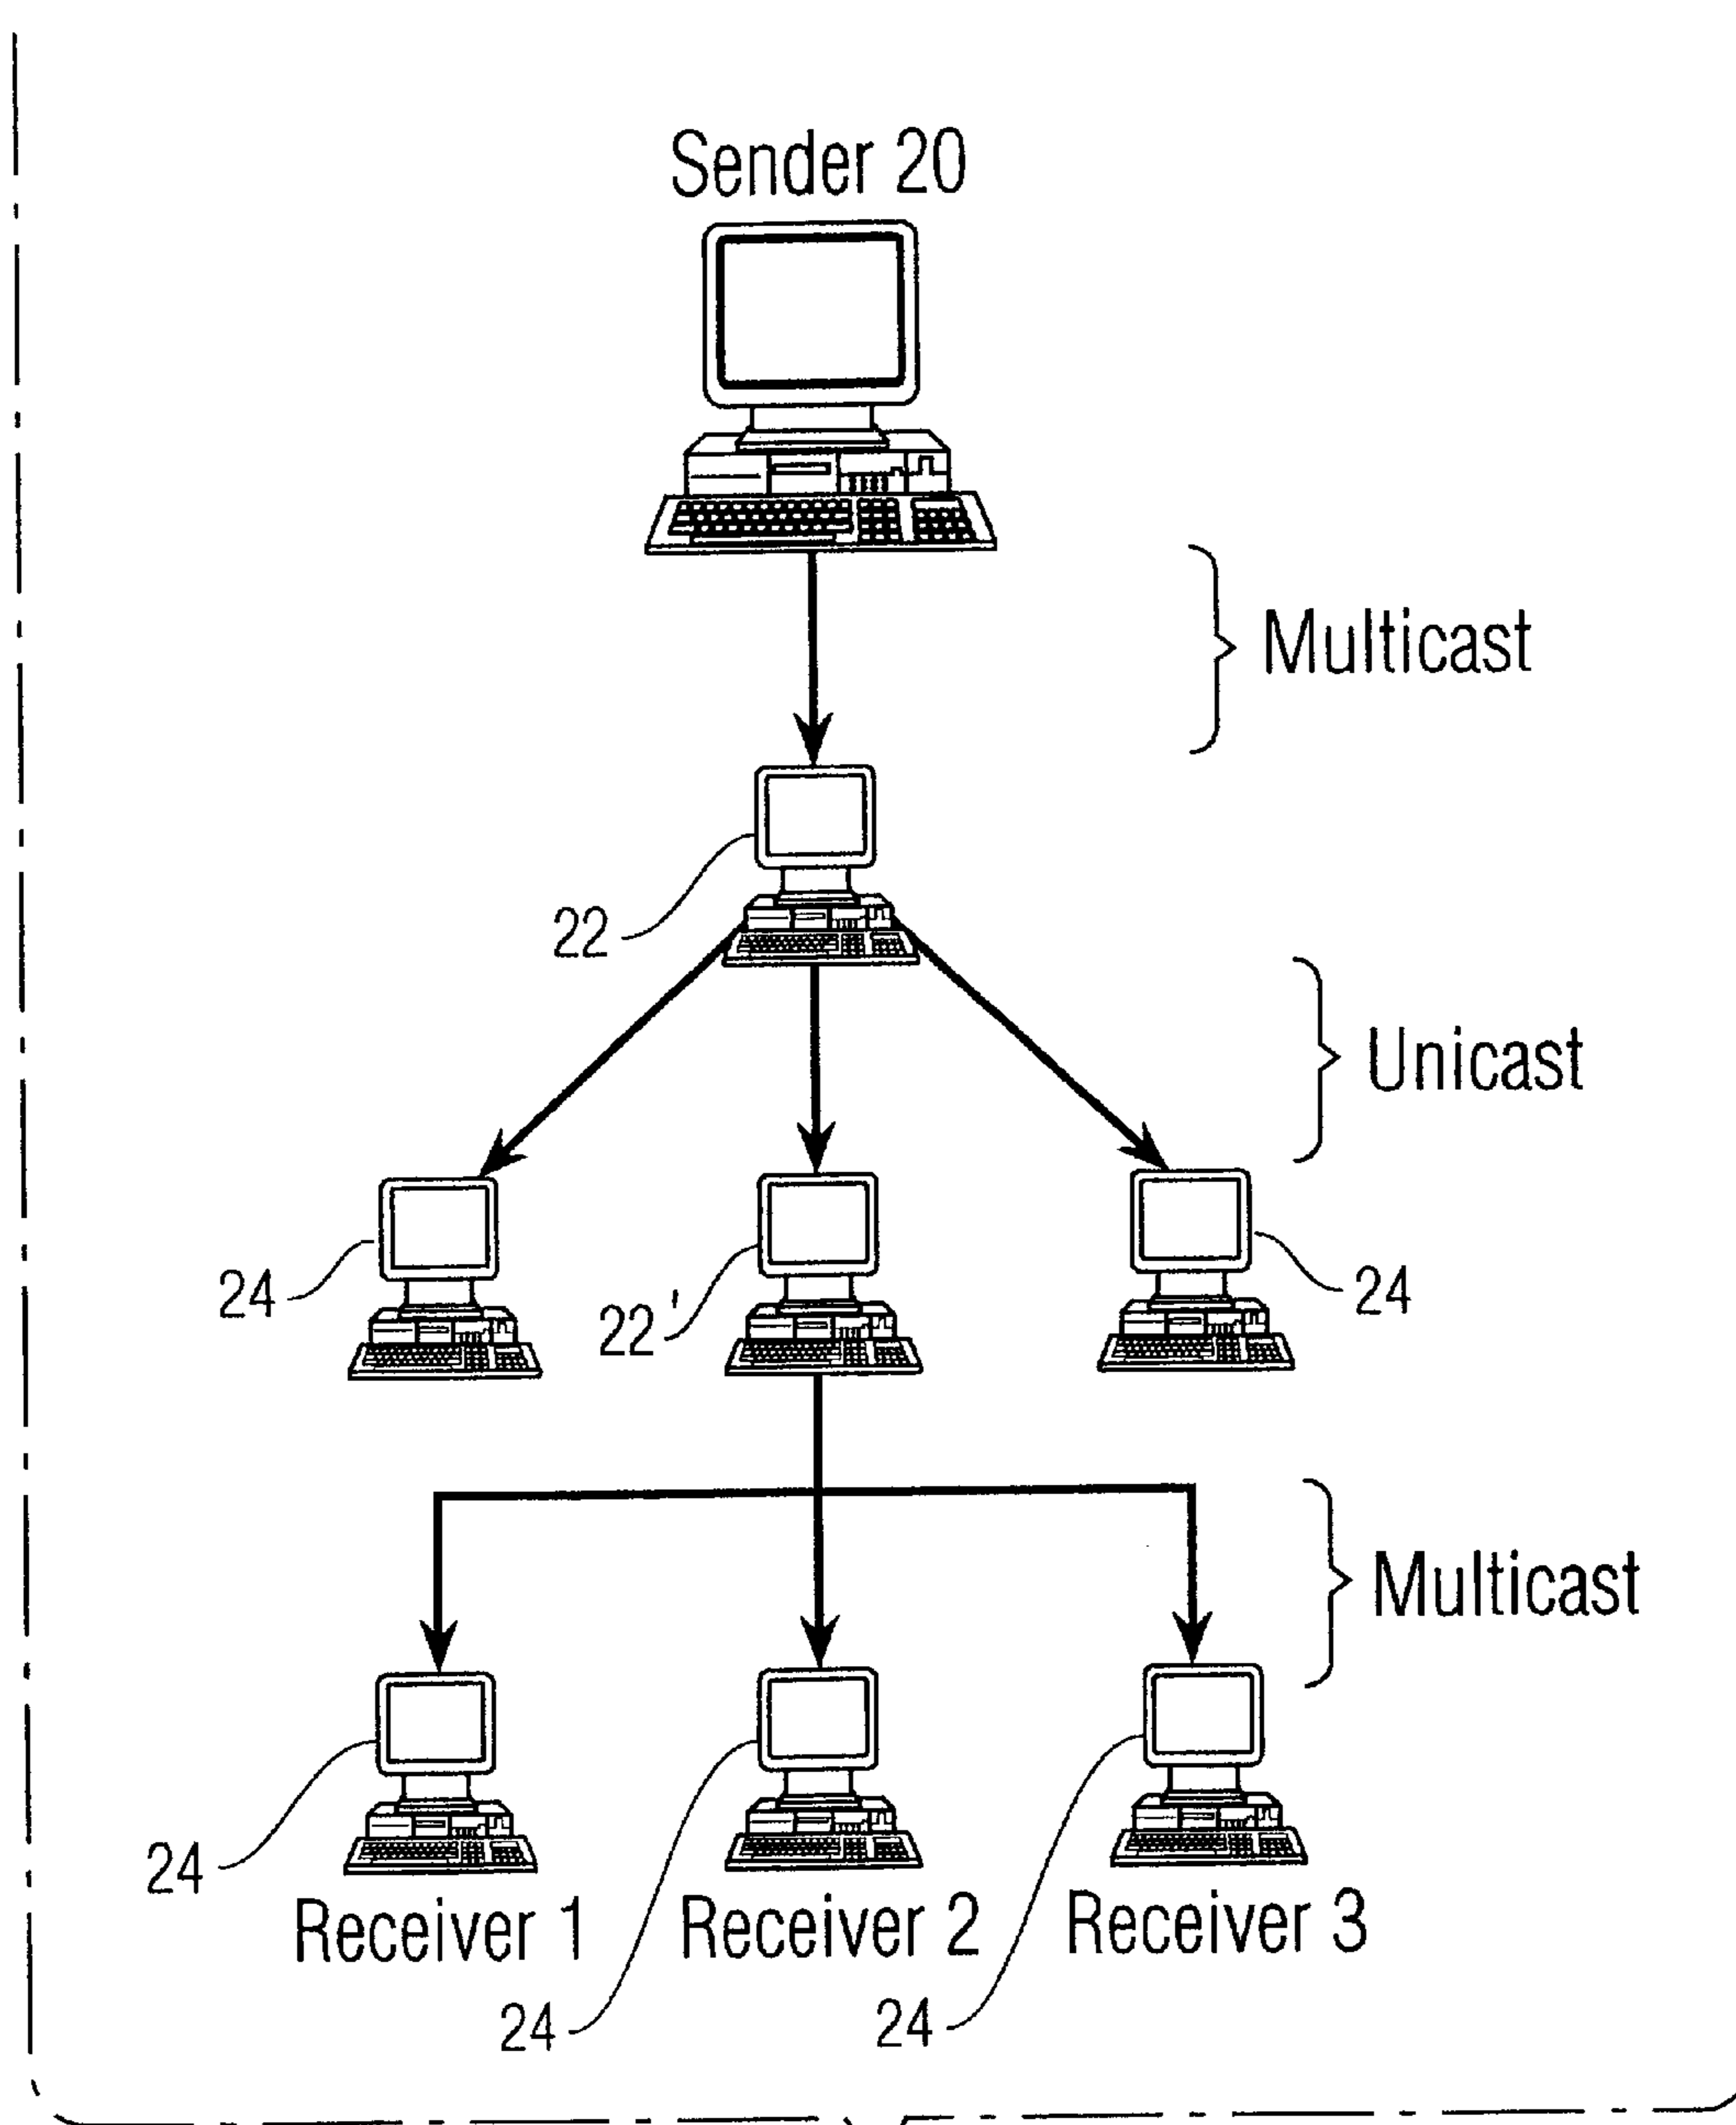 Sender 20
Multicast
22
Unicast
24
22'
24
Multicast
24
Receiver 1
Receiver 2
Receiver 3
24
24